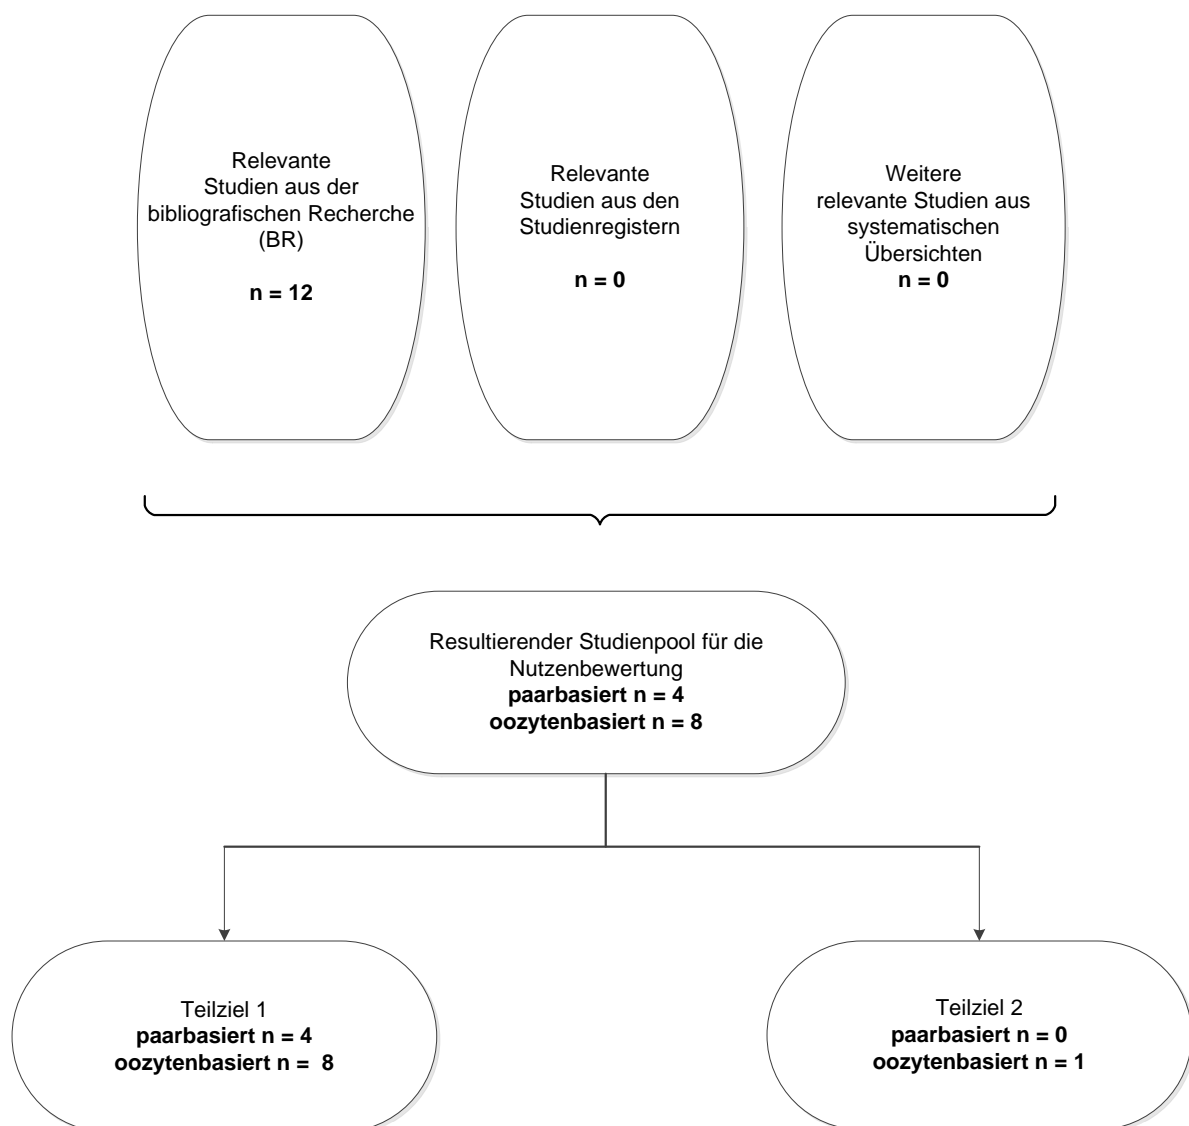 Relevante
Studien aus der
bibliografischen Recherche
(BR)
n = 12
Relevante
Studien aus den
Studienregistern
n = 0
Weitere
relevante Studien aus
systematischen
Übersichten
n = 0
Resultierender Studienpool für die
Nutzenbewertung
paarbasiert n = 4
oozytenbasiert n = 8
Teilziel 1
paarbasiert n = 4
oozytenbasiert n =  8
Teilziel 2
paarbasiert n = 0
oozytenbasiert n = 1